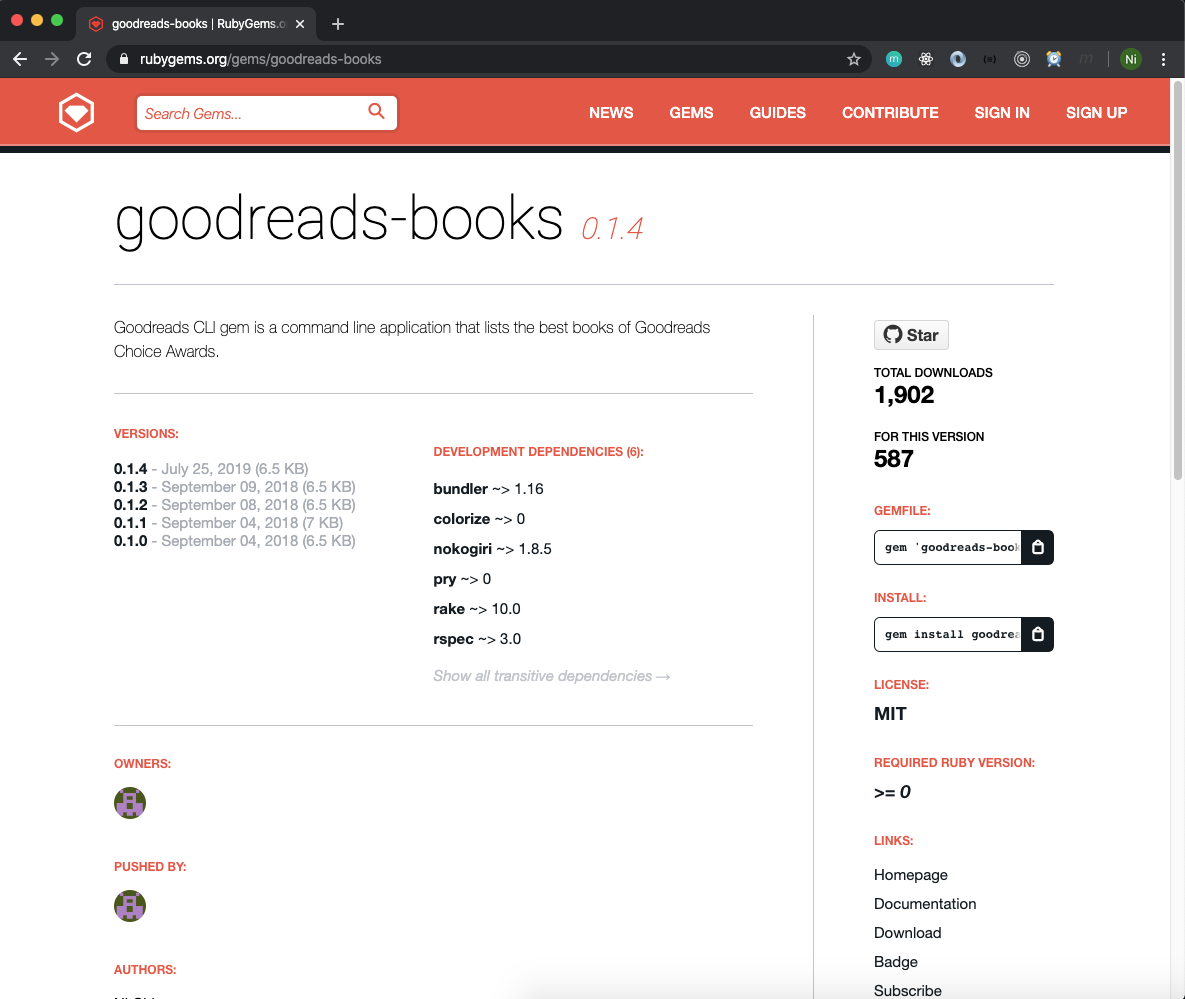 goodreads-books | RubyGems.o
rubygems.org/gems/goodreads-books
Ni
Search Gems...
NEWS
GEMS
GUIDES
CONTRIBUTE
SIGN IN
SIGN UP
goodreads-books 0.1.4
Goodreads CLI gem is a command line application that lists the best books of Goodreads
Choice Awards.
VERSIONS:
0.1.4 - July 25, 2019 (6.5 KB)
0.1.3 - September 09, 2018 (6.5 KB)
0.1.2 - September 08, 2018 (6.5 KB)
0.1.1 - September 04, 2018 (7 KB)
0.1.0 - September 04, 2018 (6.5 KB)
DEVELOPMENT DEPENDENCIES (6):
bundler ~> 1.16
colorize ~> 0
nokogiri ~> 1.8.5
pry ~> 0
rake ~> 10.0
rspec ~> 3.0
Show all transitive dependencies →
OWNERS:
PUSHED BY:
AUTHORS:
Star
TOTAL DOWNLOADS
1,902
FOR THIS VERSION
587
GEMFILE:
gem 'goodreads-book
INSTALL:
gem install goodrea
LICENSE:
MIT
REQUIRED RUBY VERSION:
>= 0
LINKS:
Homepage
Documentation
Download
Badge
Subscribe